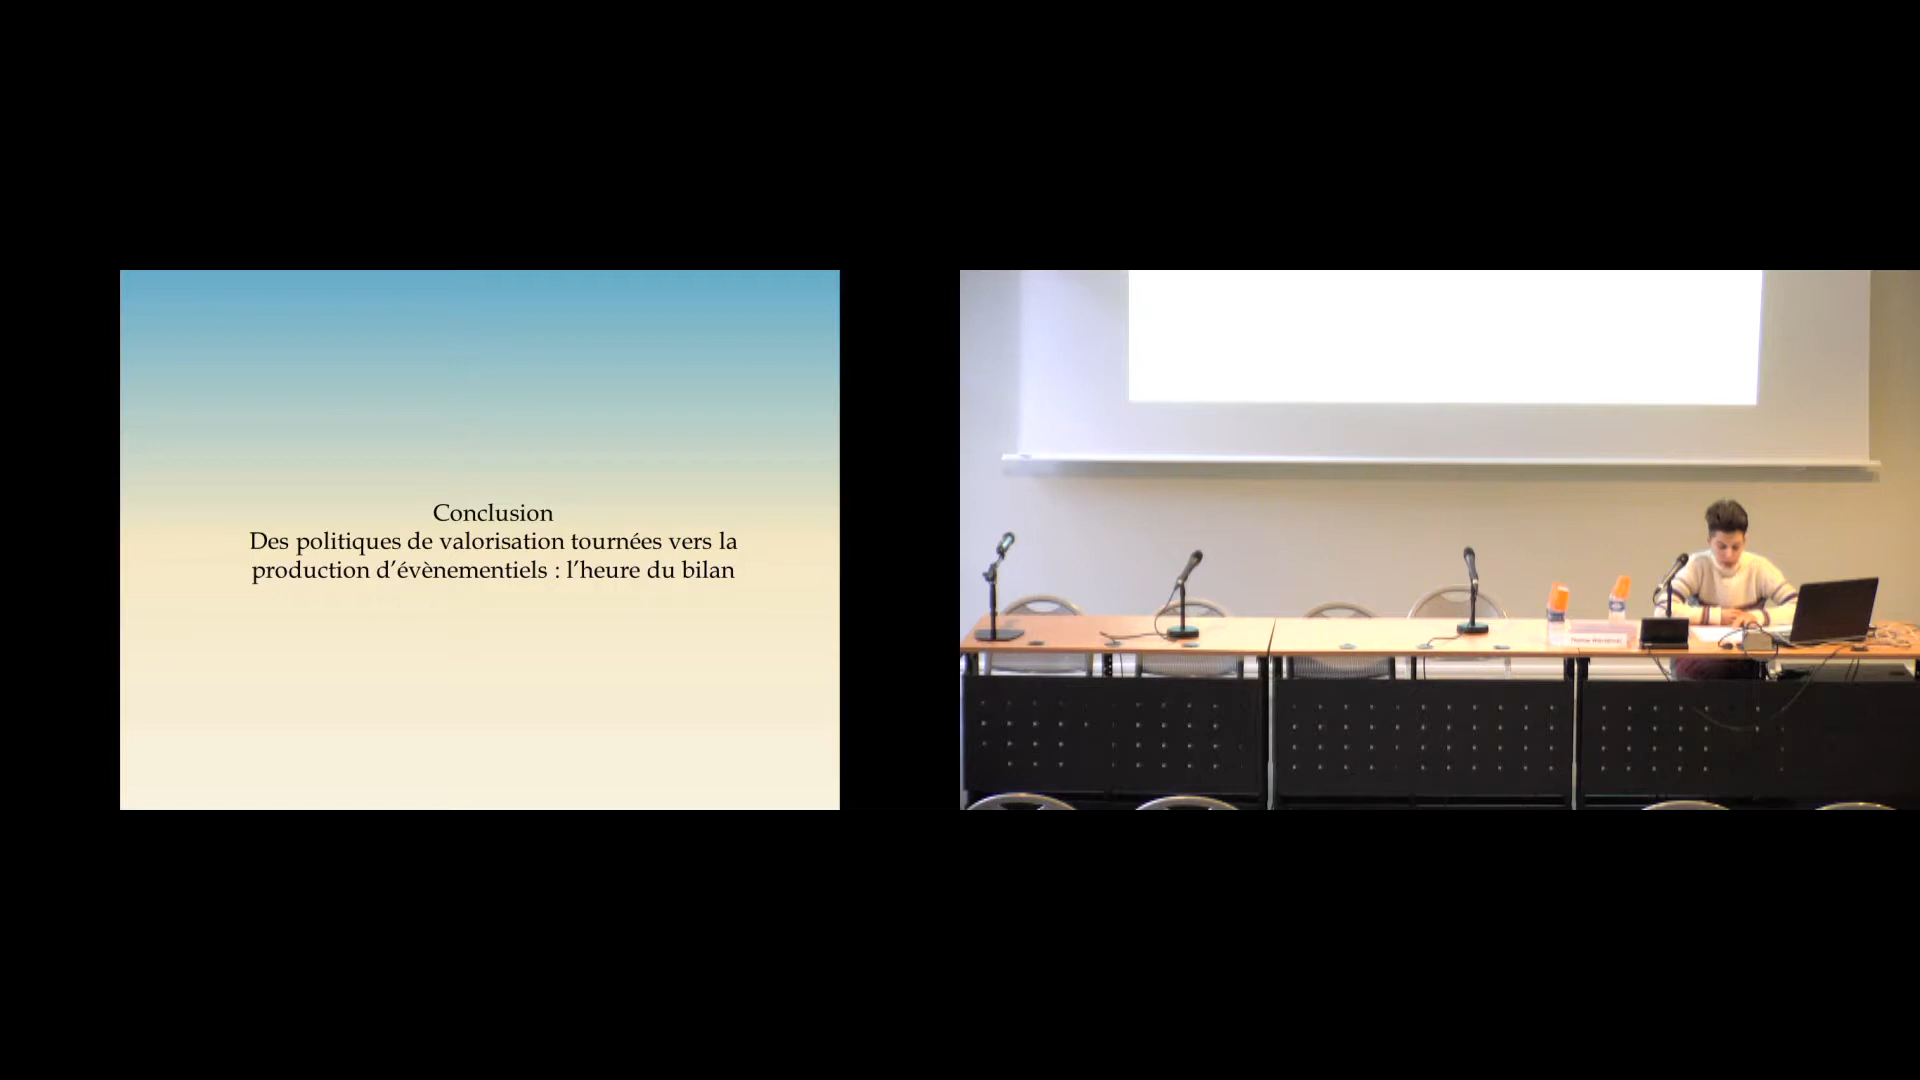 Conclusion
Des politiques de valorisation tournées vers la
production d’évènementiels : l’heure du bilan